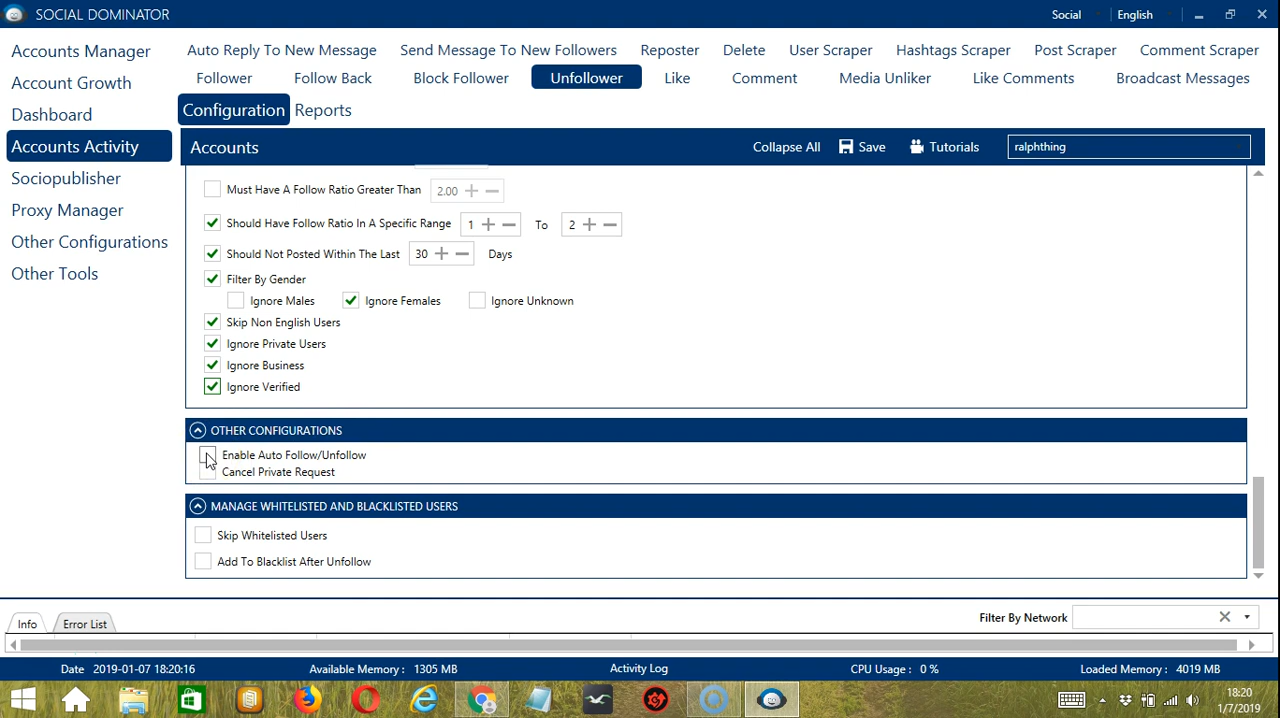 SOCIAL DOMINATOR Social English
Accounts Manager
Account Growth
Dashboard
Accounts Activity
Sociopublisher
Proxy Manager
Other Configurations
Other Tools
Auto Reply To New Message Send Message To New Followers Reposter Delete User Scraper Hashtags Scraper Post Scraper Comment Scraper
Follower Follow Back Block Follower Unfollower Like Comment Media Unliker Like Comments Broadcast Messages
Configuration Reports
Accounts Collapse All Save Tutorials ralphthing
Must Have A Follow Ratio Greater Than 2.00
Should Have Follow Ratio In A Specific Range 1 To 2
Should Not Posted Within The Last 30 Days
Filter By Gender
Ignore Males Ignore Females Ignore Unknown
Skip Non English Users
Ignore Private Users
Ignore Business
Ignore Verified
OTHER CONFIGURATIONS
Enable Auto Follow/Unfollow
Cancel Private Request
MANAGE WHITELISTED AND BLACKLISTED USERS
Skip Whitelisted Users
Add To Blacklist After Unfollow
Info Error List Filter By Network
Date 2019-01-07 18:20:16 Available Memory : 1305 MB Activity Log CPU Usage : 0 % Loaded Memory : 4019 MB
18:20
1/7/2019